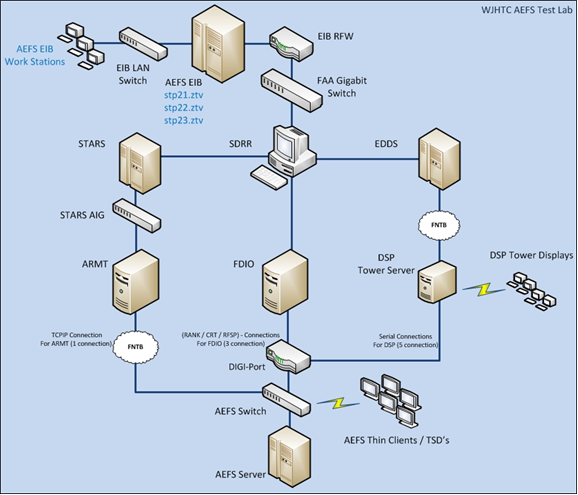 WJHTC AEFS Test Lab
EIB RFW
AEFS EIB
Work Stations
EIB LAN
Switch
AEFS EIB
stp21.ztv
stp22.ztv
stp23.ztv
FAA Gigabit
Switch
STARS
SDRR
EDDS
STARS AIG
FNTB
ARMT
FDIO
DSP
Tower Server
DSP Tower Displays
TCPIP Connection
For ARMT (1 connection)
(RANK / CRT / RFSP) - Connections
For FDIO (3 connection)
Serial Connections
For DSP (5 connection)
FNTB
DIGI-Port
AEFS Switch
AEFS Thin Clients / TSD's
AEFS Server